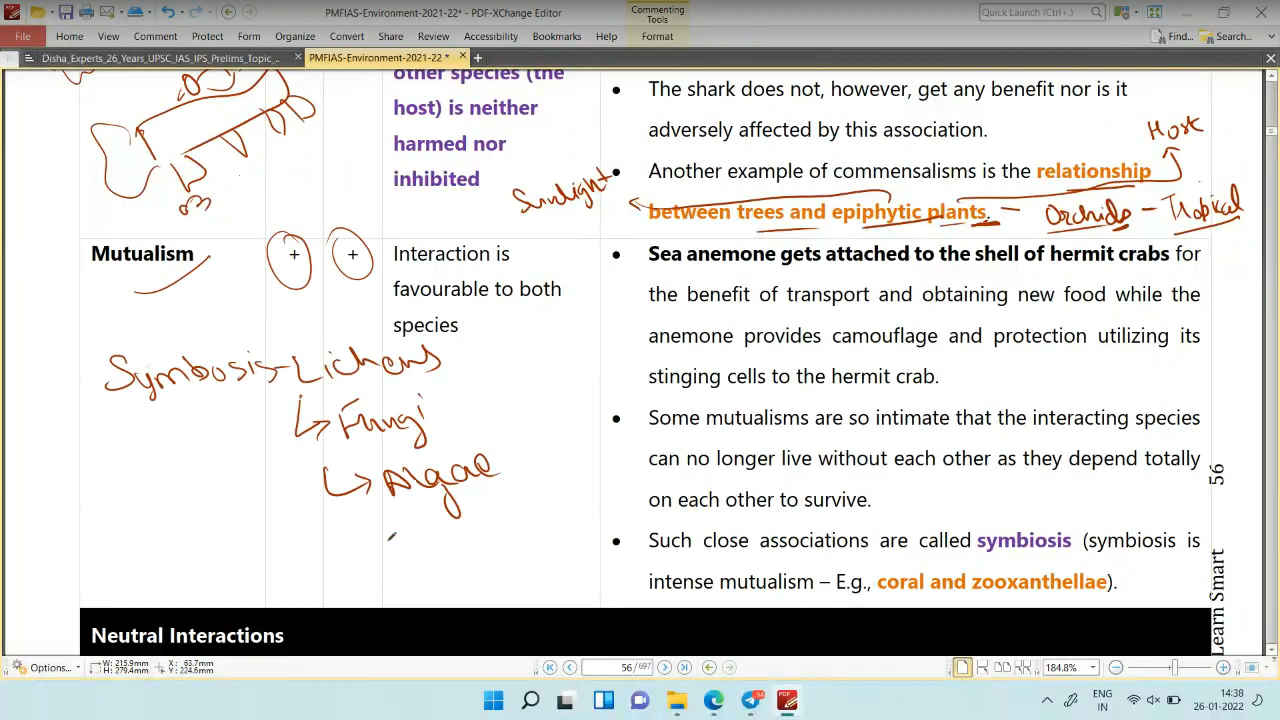 PMFIAS-Environment-2021-22* - PDF-XChange Editor
Commenting Tools
Quick Launch (Ctrl+.)
File Home View Comment Protect Form Organize Convert Share Review Accessibility Bookmarks Help Format Find... Search...
Disha_Experts_26_Years_UPSC_IAS_IPS_Prelims_Topic_.. PMFIAS-Environment-2021-22 *
other species (the
host) is neither
harmed nor
inhibited
The shark does not, however, get any benefit nor is it
adversely affected by this association.
Host
Another example of commensalisms is the relationship
Sunlight
between trees and epiphytic plants. - Orchids - Tropical
Mutualism
+ +
Interaction is
favourable to both
species
Sea anemone gets attached to the shell of hermit crabs for
the benefit of transport and obtaining new food while the
anemone provides camouflage and protection utilizing its
stinging cells to the hermit crab.
Some mutualisms are so intimate that the interacting species
can no longer live without each other as they depend totally
on each other to survive.
Such close associations are called symbiosis (symbiosis is
intense mutualism – E.g., coral and zooxanthellae).
Symbosis-Lichens
Fungi
Algae
Learn Smart 56
Neutral Interactions
Options...
W: 215.9mm
H: 279.4mm
X: 63.7mm
Y: 224.6mm
56 / 697
184.8%
ENG
IN
14:38
26-01-2022